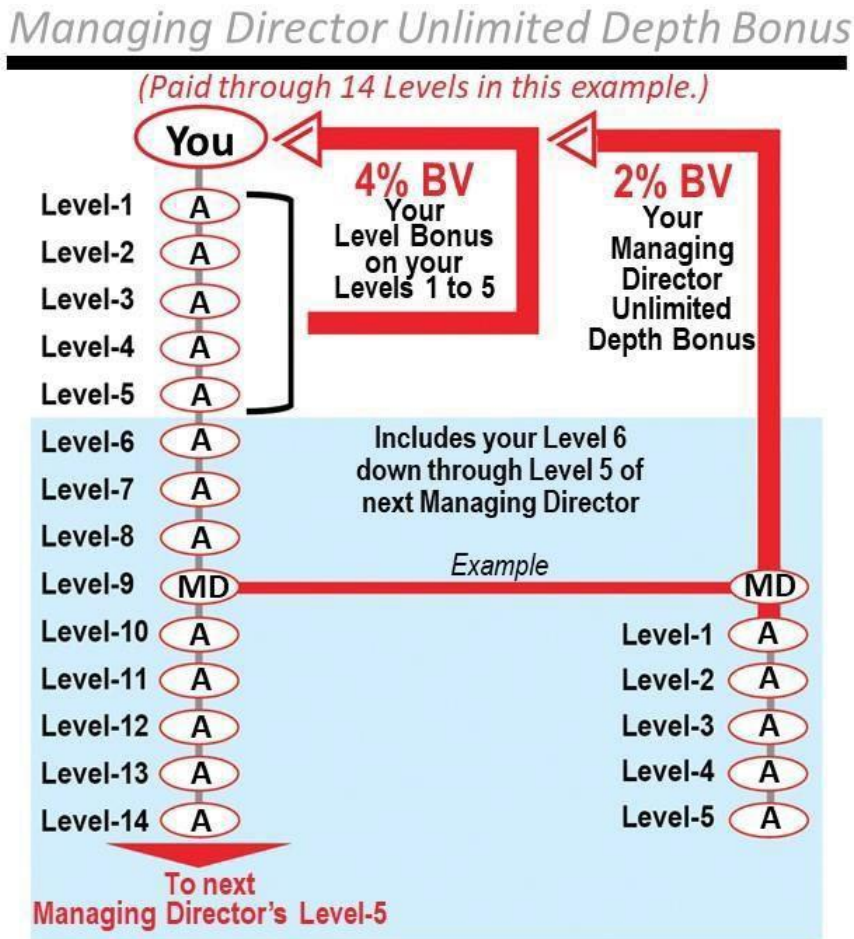 Managing Director Unlimited Depth Bonus
(Paid through 14 Levels in this example.)
You
4% BV
Your
Level Bonus
on your
Levels 1 to 5
2% BV
Your
Managing
Director
Unlimited
Depth Bonus
Level-1 A
Level-2 A
Level-3 A
Level-4 A
Level-5 A
Level-6 A
Level-7 A
Level-8 A
Level-9 MD
Level-10 A
Level-11 A
Level-12 A
Level-13 A
Level-14 A
Includes your Level 6
down through Level 5 of
next Managing Director
Example
MD
Level-1 A
Level-2 A
Level-3 A
Level-4 A
Level-5 A
To next
Managing Director's Level-5